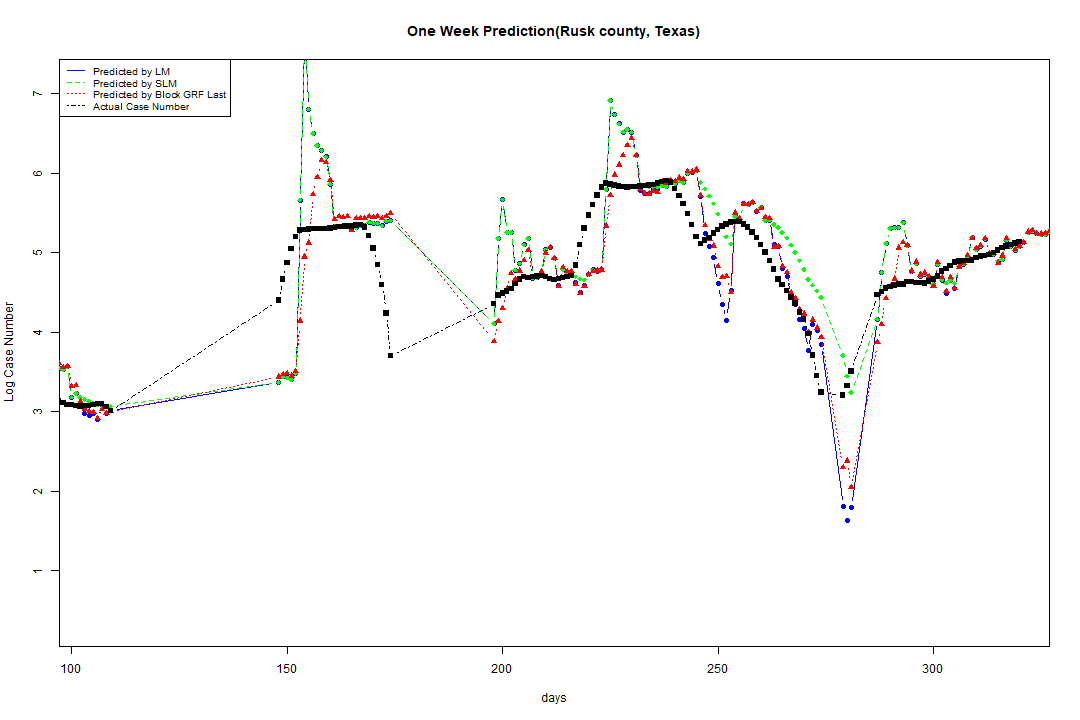 One Week Prediction(Rusk county, Texas)
Predicted by LM
Predicted by SLM
Predicted by Block GRF Last
Actual Case Number
7
6
5
4
3
2
1
Log Case Number
100 150 200 250 300
days